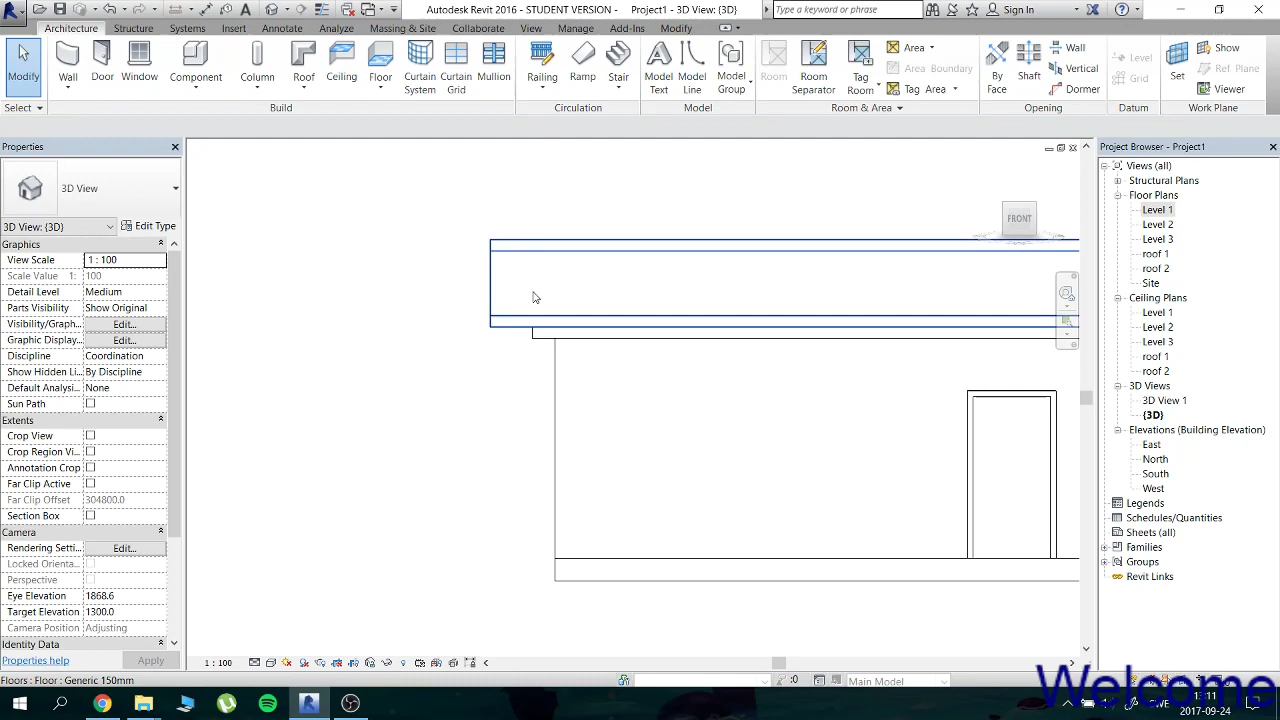 Autodesk Revit 2016 - STUDENT VERSION - Project1 - 3D View: {3D}
Type a keyword or phrase
Sign In
Architecture Structure Systems Insert Annotate Analyze Massing & Site Collaborate View Manage Add-Ins Modify
Modify Wall Door Window Component Column Roof Ceiling Floor Curtain System Curtain Grid Mullion Railing Ramp Stair Model Text Model Line Model Group Room Room Separator Tag Room By Face Shaft Set
Area Wall Level Show
Area Boundary Vertical Grid Ref Plane
Tag Area Dormer Viewer
Select Build Circulation Model Room & Area Opening Datum Work Plane
Properties
3D View
3D View: {3D} Edit Type
Graphics
View Scale 1 : 100
Scale Value 1: 100
Detail Level Medium
Parts Visibility Show Original
Visibility/Graph... Edit...
Graphic Display... Edit...
Discipline Coordination
Show Hidden Li... By Discipline
Default Analysi... None
Sun Path
Extents
Crop View
Crop Region Vi...
Annotation Crop
Far Clip Active
Far Clip Offset 304800.0
Section Box
Camera
Rendering Setti... Edit...
Locked Orienta...
Perspective
Eye Elevation 1868.6
Target Elevation 1300.0
Camera Position Adjusting
Identity Data
Properties help Apply
FRONT
Project Browser - Project1
Views (all)
Structural Plans
Floor Plans
Level 1
Level 2
Level 3
roof 1
roof 2
Site
Ceiling Plans
Level 1
Level 2
Level 3
roof 1
roof 2
3D Views
3D View 1
{3D}
Elevations (Building Elevation)
East
North
South
West
Legends
Schedules/Quantities
Sheets (all)
Families
Groups
Revit Links
1 : 100
Floors : Floor : Generic 150mm
:0
Main Model
Welcome
SWE
13:11
2017-09-24